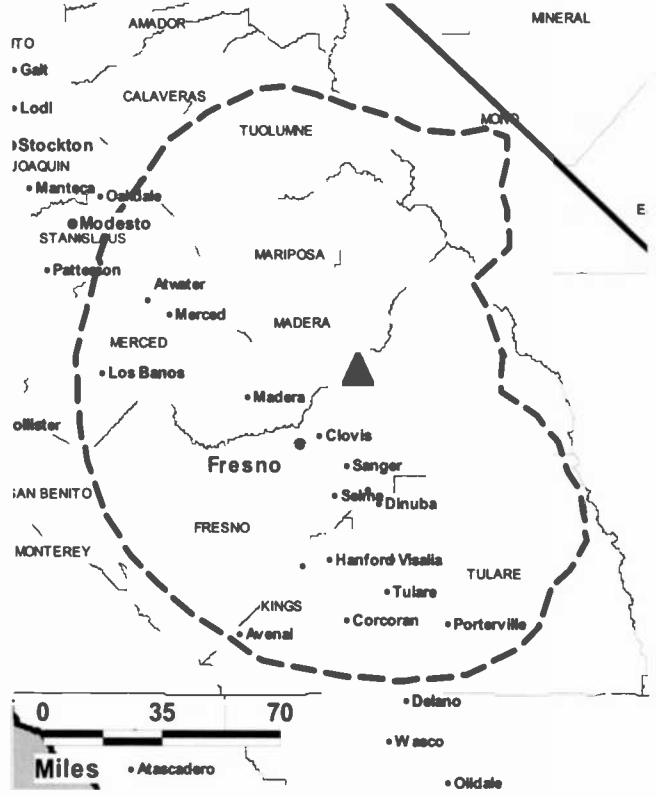 MINERAL
AMADOR
ITO
Galt
CALAVERAS
Lodi
MONO
TUOLUMNE
Stockton
JOAQUIN
Manteca
Oakdale
E
Modesto
STANISLAUS
MARIPOSA
Patterson
Atwater
Merced
MADERA
MERCED
Los Banos
Madera
ollister
Clovis
Fresno
Sanger
SAN BENITO
Selma
Dinuba
FRESNO
MONTEREY
Hanford
Visalia
TULARE
Tulare
KINGS
Corcoran
Porterville
Avenal
Delano
0 35 70
Wasco
Miles
Atascadero
Oildale